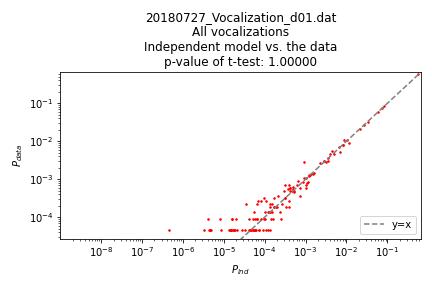 20180727_Vocalization_d01.dat
All vocalizations
Independent model vs. the data
p-value of t-test: 1.00000
10⁻¹
10⁻²
10⁻³
10⁻⁴
P_data
y=x
10⁻⁸ 10⁻⁷ 10⁻⁶ 10⁻⁵ 10⁻⁴ 10⁻³ 10⁻² 10⁻¹
P_ind